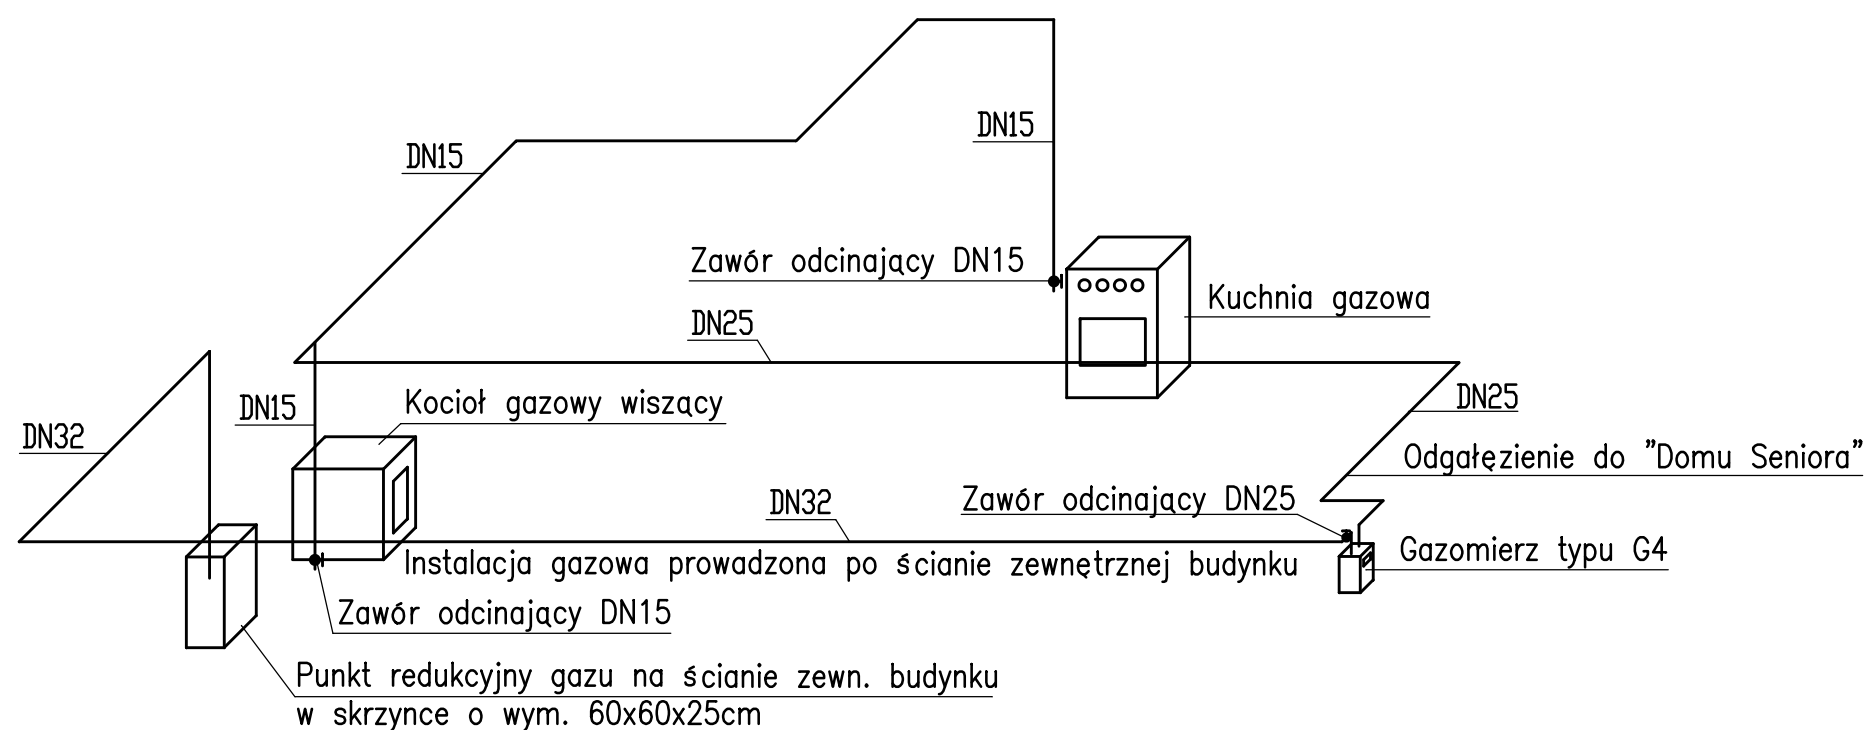 DN15
DN15
Zawór odcinający DN15
Kuchnia gazowa
DN25
DN15
Kocioł gazowy wiszący
DN25
DN32
Odgałęzienie do "Domu Seniora"
DN32
Zawór odcinający DN25
Instalacja gazowa prowadzona po ścianie zewnętrznej budynku
Gazomierz typu G4
Zawór odcinający DN15
Punkt redukcyjny gazu na ścianie zewn. budynku
w skrzynce o wym. 60x60x25cm